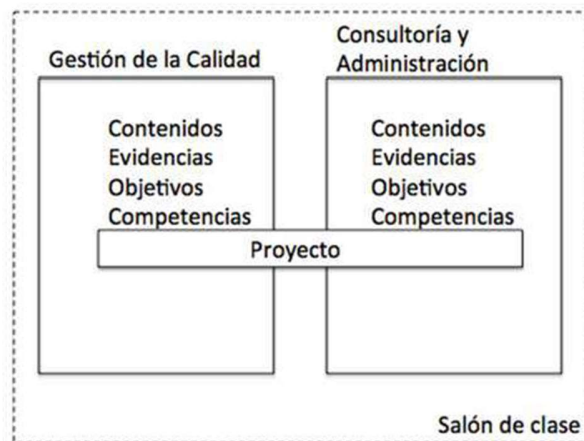 Gestión de la Calidad
Consultoría y
Administración
Contenidos
Evidencias
Objetivos
Competencias
Contenidos
Evidencias
Objetivos
Competencias
Proyecto
Salón de clase